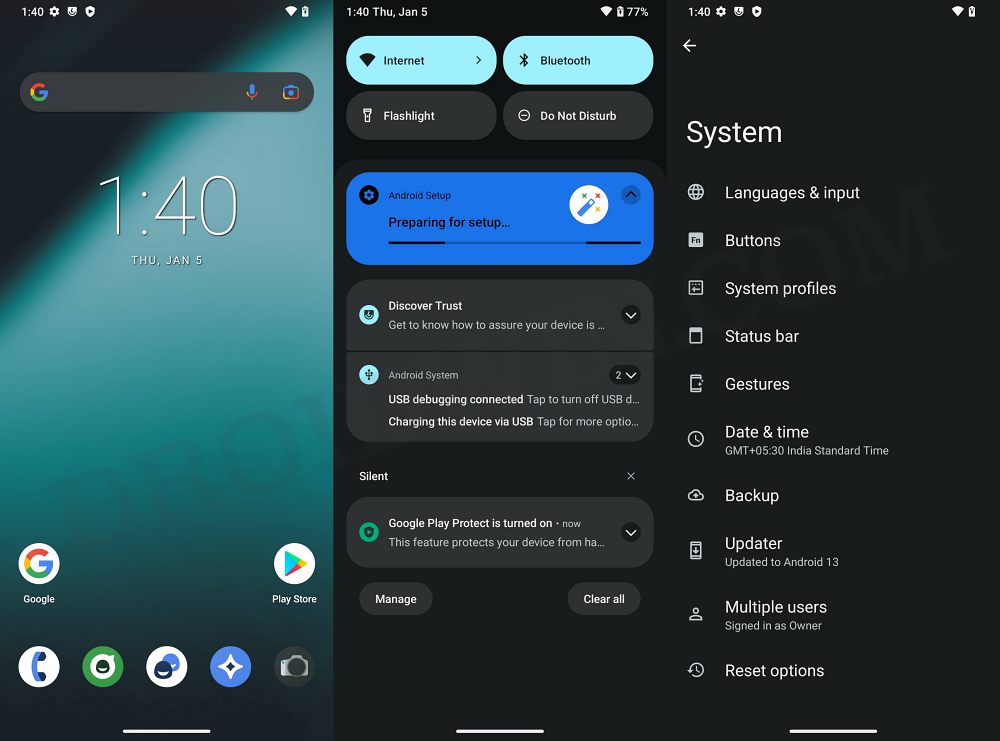 1:40
1:40
THU, JAN 5
Google
Play Store
1:40 Thu, Jan 5
77%
Internet
Bluetooth
Flashlight
Do Not Disturb
Android Setup
Preparing for setup...
Discover Trust
Get to know how to assure your device is ...
Android System
2
USB debugging connected Tap to turn off USB d...
Charging this device via USB Tap for more optio...
Silent
Google Play Protect is turned on • now
This feature protects your device from ha...
Manage
Clear all
1:40
System
Languages & input
Fn
Buttons
System profiles
Status bar
Gestures
Date & time
GMT+05:30 India Standard Time
Backup
Updater
Updated to Android 13
Multiple users
Signed in as Owner
Reset options